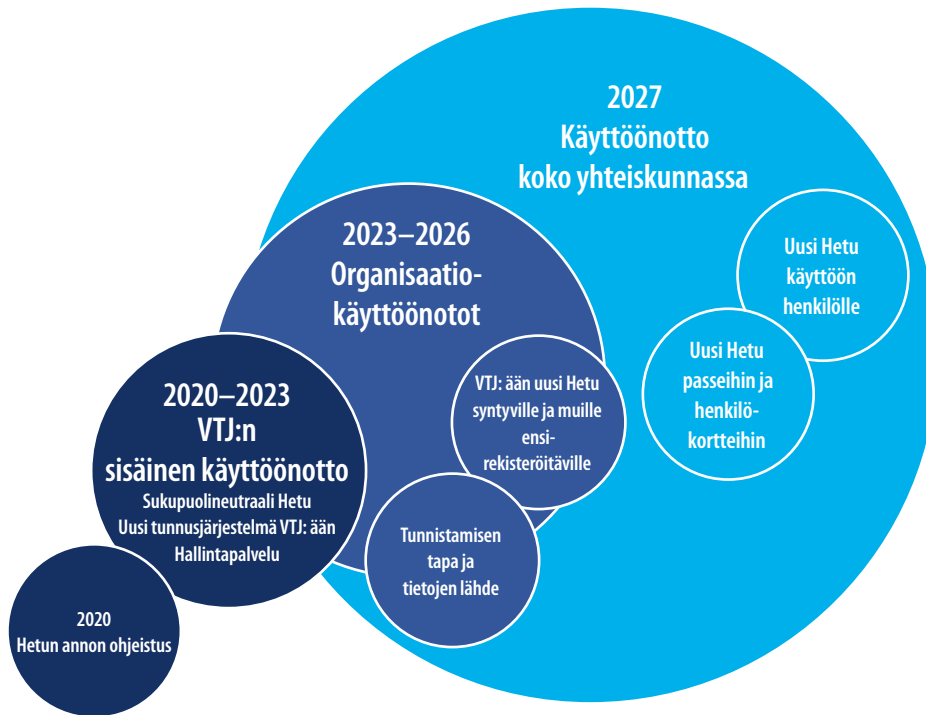 2027
Käyttöönotto
koko yhteiskunnassa
Uusi Hetu
käyttöön
henkilölle
Uusi Hetu
passeihin ja
henkilö-
kortteihin
2023–2026
Organisaatio-
käyttöönotot
VTJ: ään uusi Hetu
syntyville ja muille
ensi-
rekisteröitäville
Tunnistamisen
tapa ja
tietojen lähde
2020–2023
VTJ:n
sisäinen käyttöönotto
Sukupuolineutraali Hetu
Uusi tunnusjärjestelmä VTJ: ään
Hallintapalvelu
2020
Hetun annon ohjeistus